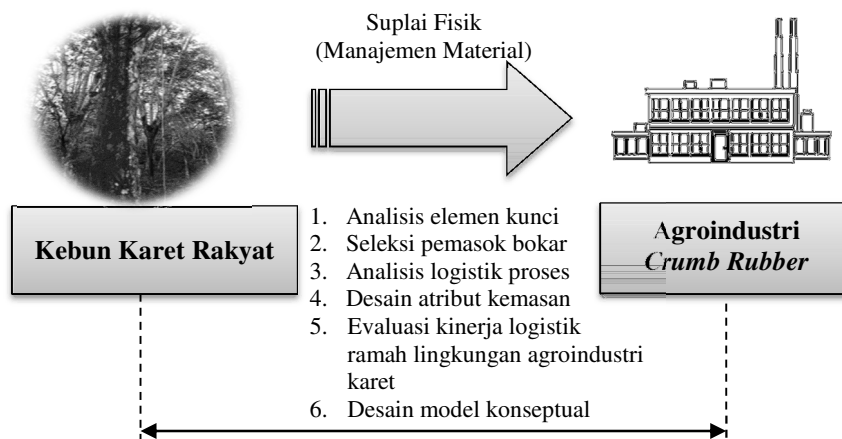 Suplai Fisik
(Manajemen Material)
Kebun Karet Rakyat
1. Analisis elemen kunci
2. Seleksi pemasok bokar
3. Analisis logistik proses
4. Desain atribut kemasan
5. Evaluasi kinerja logistik
ramah lingkungan agroindustri
karet
6. Desain model konseptual
Agroindustri
Crumb Rubber